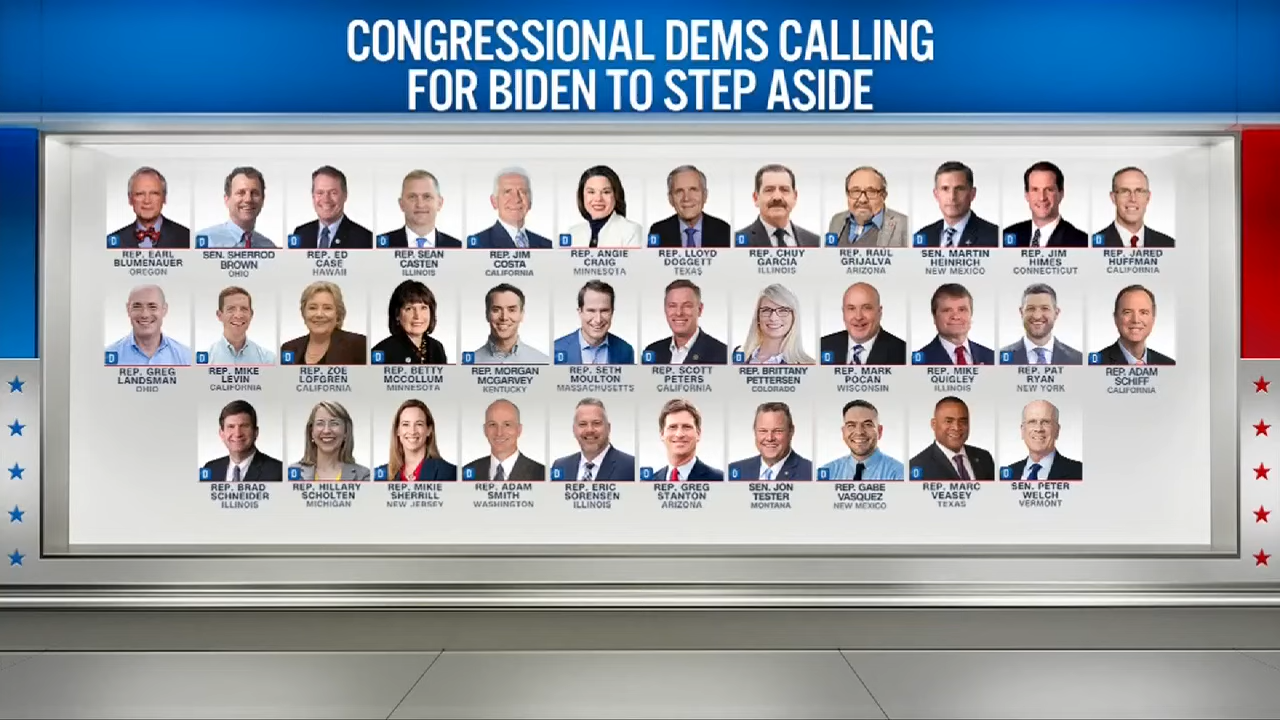 CONGRESSIONAL DEMS CALLING
FOR BIDEN TO STEP ASIDE
D REP. EARL BLUMENAUER OREGON
D SEN. SHERROD BROWN OHIO
D REP. ED CASE HAWAII
D REP. SEAN CASTEN ILLINOIS
D REP. JIM COSTA CALIFORNIA
D REP. ANGIE CRAIG MINNESOTA
D REP. LLOYD DOGGETT TEXAS
D REP. CHUY GARCIA ILLINOIS
D REP. RAÚL GRIJALVA ARIZONA
D SEN. MARTIN HEINRICH NEW MEXICO
D REP. JIM HIMES CONNECTICUT
D REP. JARED HUFFMAN CALIFORNIA
D REP. GREG LANDSMAN OHIO
D REP. MIKE LEVIN CALIFORNIA
D REP. ZOE LOFGREN CALIFORNIA
D REP. BETTY MCCOLLUM MINNESOTA
D REP. MORGAN MCGARVEY KENTUCKY
D REP. SETH MOULTON MASSACHUSETTS
D REP. SCOTT PETERS CALIFORNIA
D REP. BRITTANY PETTERSEN COLORADO
D REP. MARK POCAN WISCONSIN
D REP. MIKE QUIGLEY ILLINOIS
D REP. PAT RYAN NEW YORK
D REP. ADAM SCHIFF CALIFORNIA
D REP. BRAD SCHNEIDER ILLINOIS
D REP. HILLARY SCHOLTEN MICHIGAN
D REP. MIKIE SHERRILL NEW JERSEY
D REP. ADAM SMITH WASHINGTON
D REP. ERIC SORENSEN ILLINOIS
D REP. GREG STANTON ARIZONA
D SEN. JON TESTER MONTANA
D REP. GABE VASQUEZ NEW MEXICO
D REP. MARC VEASEY TEXAS
D SEN. PETER WELCH VERMONT